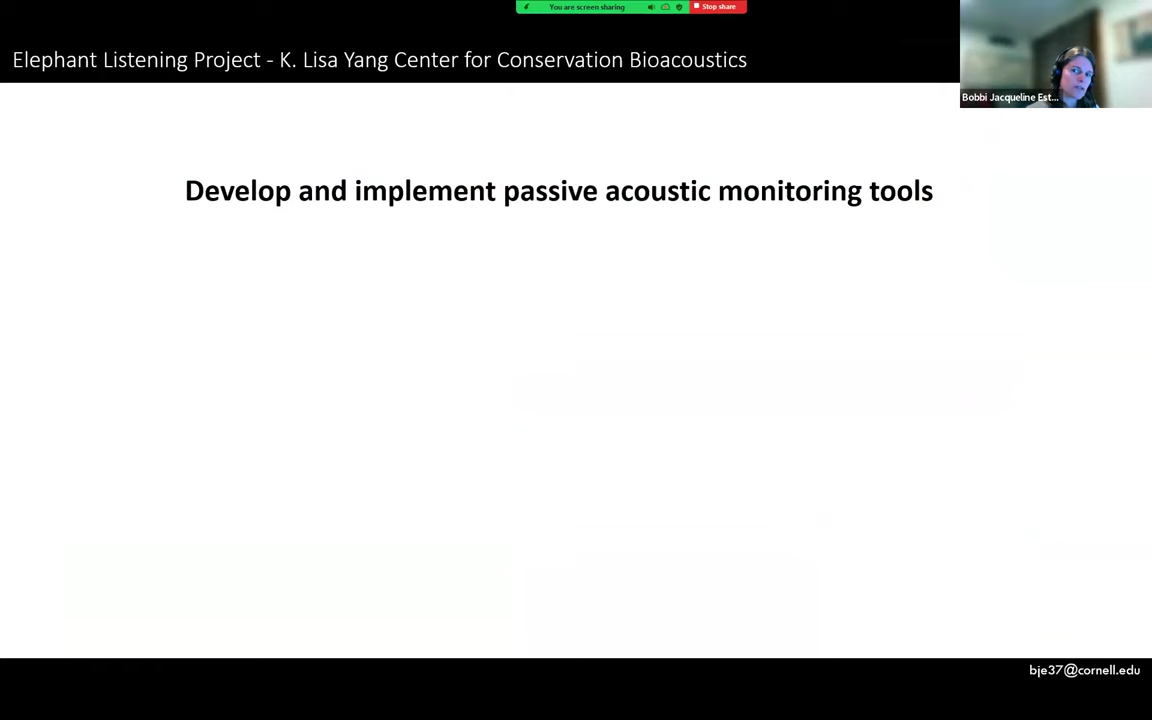 You are screen sharing
Stop share
Elephant Listening Project - K. Lisa Yang Center for Conservation Bioacoustics
Bobbi Jacqueline Est...
Develop and implement passive acoustic monitoring tools
bje37@cornell.edu